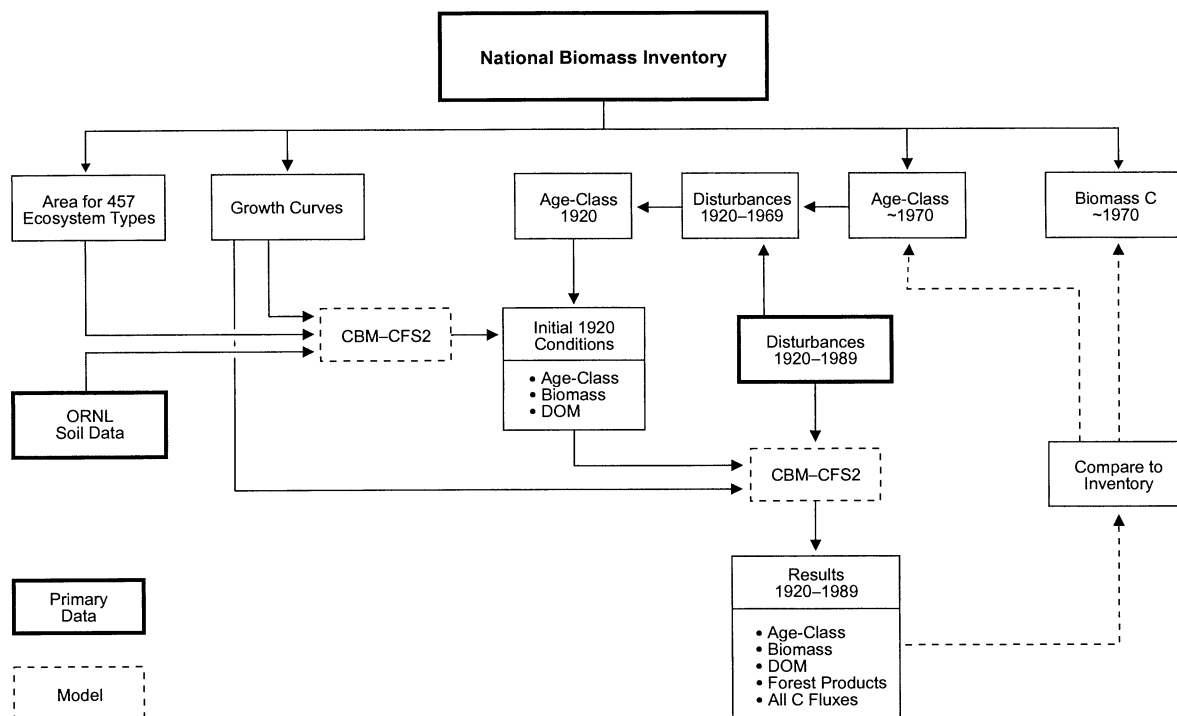 National Biomass Inventory
Area for 457
Ecosystem Types
Growth Curves
Age-Class
1920
Disturbances
1920–1969
Age-Class
~1970
Biomass C
~1970
CBM–CFS2
Initial 1920
Conditions
• Age-Class
• Biomass
• DOM
Disturbances
1920–1989
ORNL
Soil Data
CBM–CFS2
Compare to
Inventory
Results
1920–1989
• Age-Class
• Biomass
• DOM
• Forest Products
• All C Fluxes
Primary
Data
Model